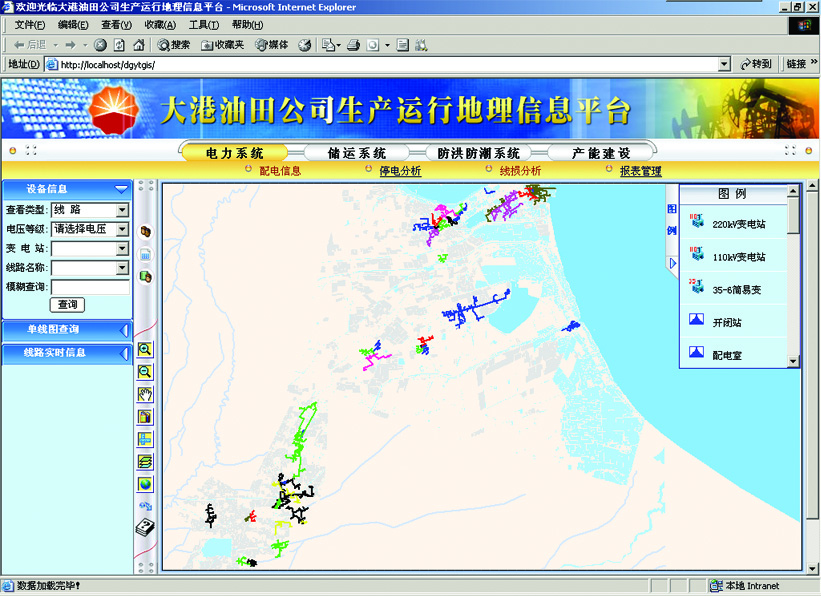 欢迎光临大港油田公司生产运行地理信息平台 - Microsoft Internet Explorer
文件(F) 编辑(E) 查看(V) 收藏(A) 工具(T) 帮助(H)
后退 搜索 收藏夹 媒体
地址(D) http://localhost/dgytgis/ 转到 链接 »
大港油田公司生产运行地理信息平台
电力系统 储运系统 防洪防潮系统 产能建设
配电信息 停电分析 线损分析 报表管理
设备信息
查看类型: 线 路
电压等级: 请选择电压
变 电 站:
线路名称:
模糊查询:
查询
单线图查询
线路实时信息
图例
图 例
220kV变电站
110kV变电站
35-6简易变
开闭站
配电室
数据加载完毕! 本地 Intranet